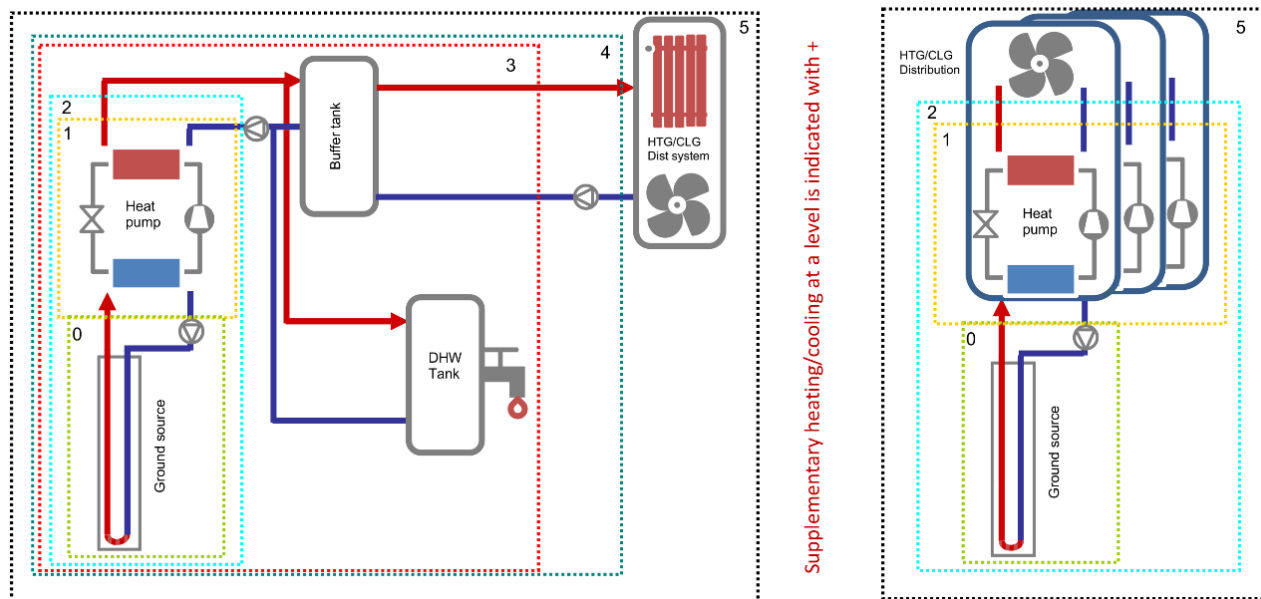 5
4
3
2
1
0
Buffer tank
HTG/CLG
Dist system
Heat
pump
DHW
Tank
Ground source
Supplementary heating/cooling at a level is indicated with +
5
HTG/CLG
Distribution
2
1
Heat
pump
0
Ground source